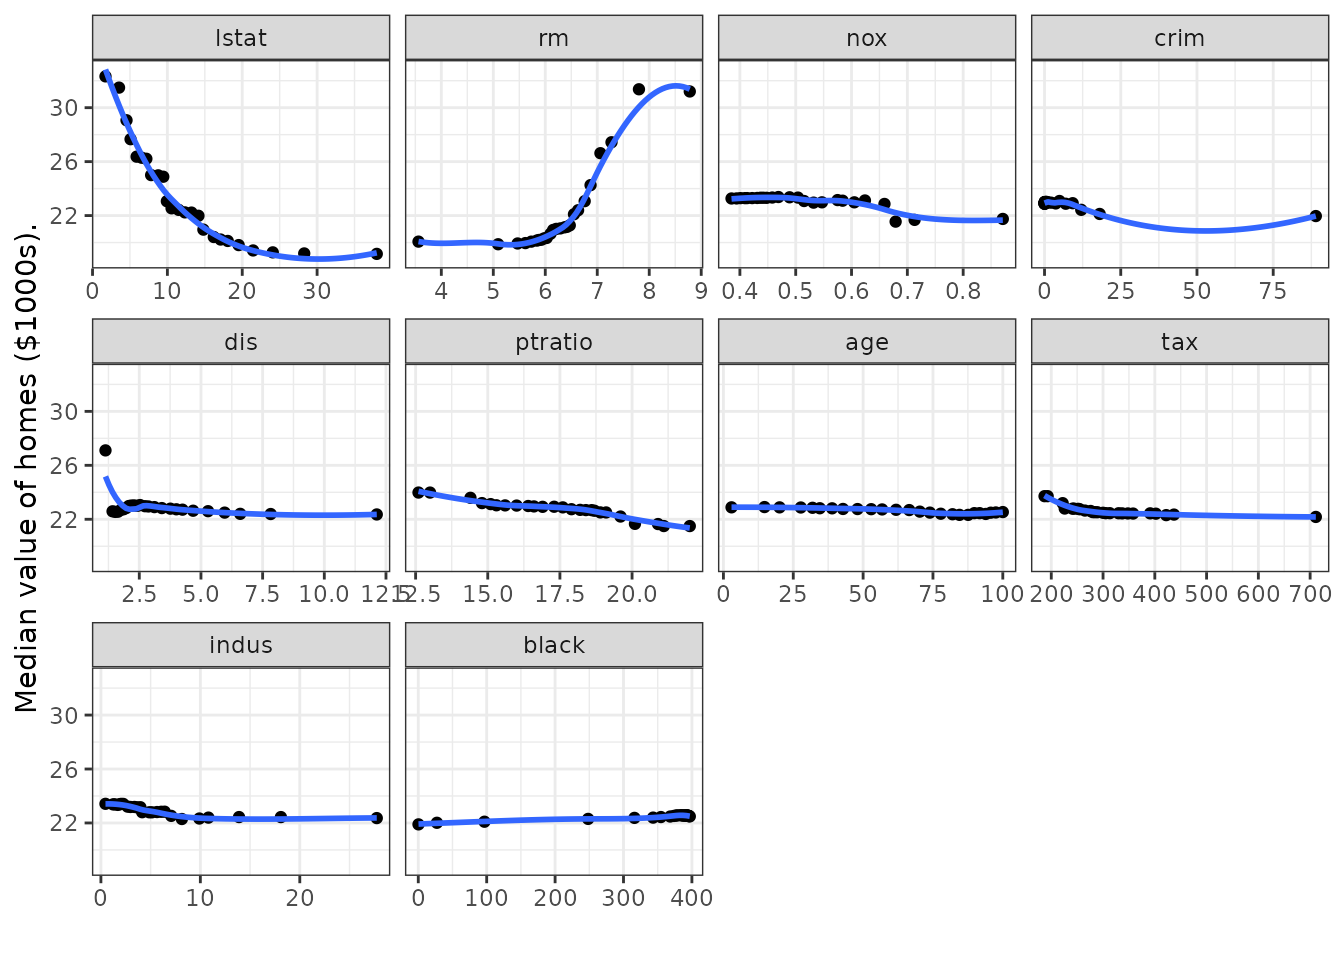 lstat rm nox crim
30
26
22
0 10 20 30 4 5 6 7 8 9 0.4 0.5 0.6 0.7 0.8 0 25 50 75
dis ptratio age tax
30
26
22
2.5 5.0 7.5 10.0 12.5 12.5 15.0 17.5 20.0 0 25 50 75 100 200 300 400 500 600 700
indus black
30
26
22
0 10 20 0 100 200 300 400
Median value of homes ($1000s).